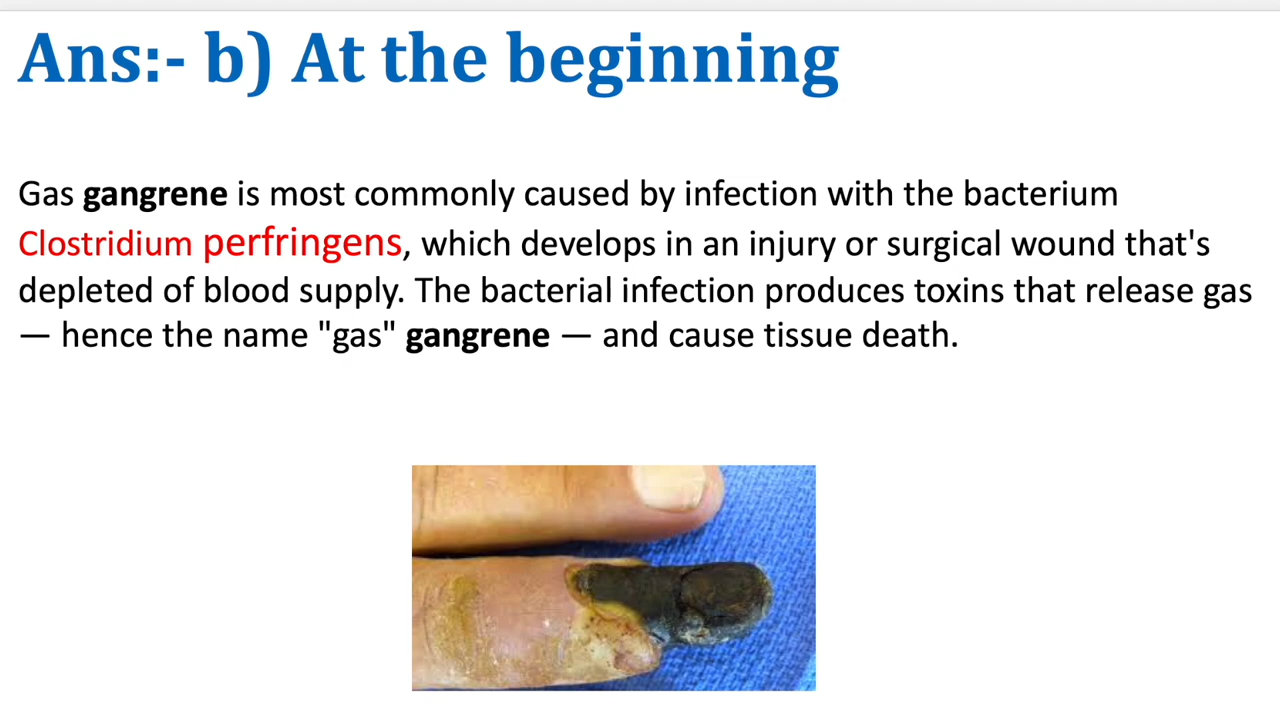 Ans:- b) At the beginning
Gas gangrene is most commonly caused by infection with the bacterium
Clostridium perfringens, which develops in an injury or surgical wound that's
depleted of blood supply. The bacterial infection produces toxins that release gas
— hence the name "gas" gangrene — and cause tissue death.